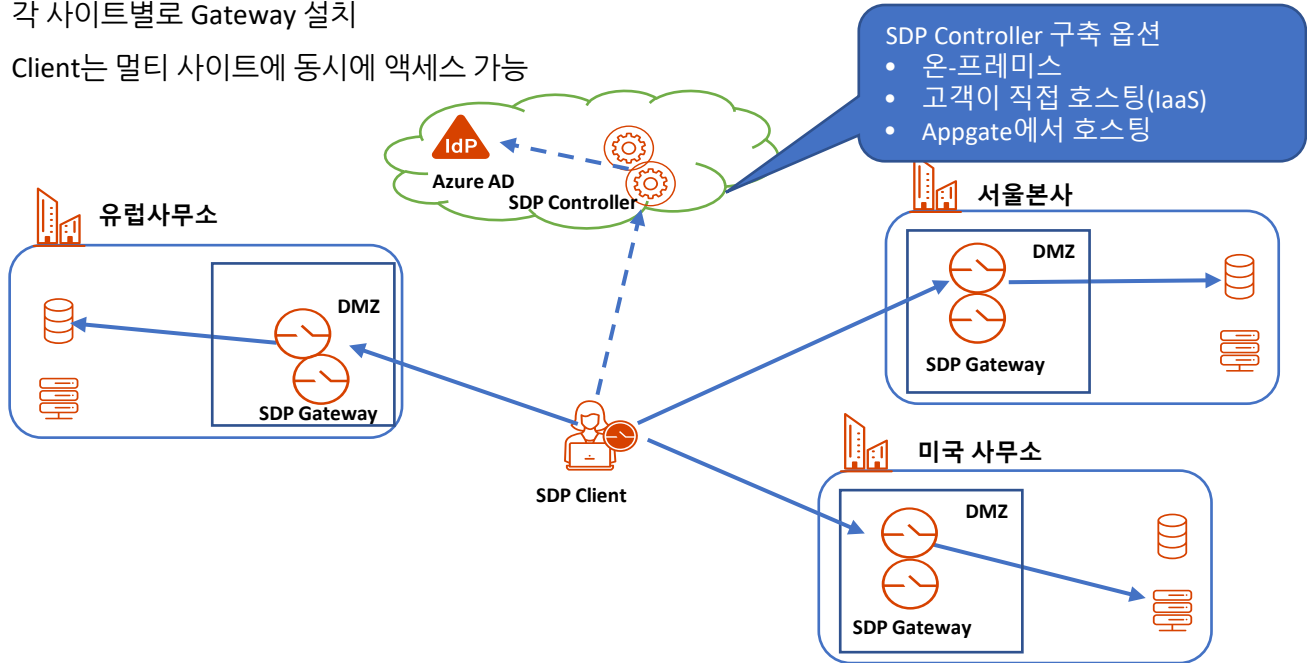 각 사이트별로 Gateway 설치
Client는 멀티 사이트에 동시에 액세스 가능
SDP Controller 구축 옵션
• 온-프레미스
• 고객이 직접 호스팅(IaaS)
• Appgate에서 호스팅
IdP
Azure AD
SDP Controller
유럽사무소
DMZ
SDP Gateway
서울본사
DMZ
SDP Gateway
SDP Client
미국 사무소
DMZ
SDP Gateway